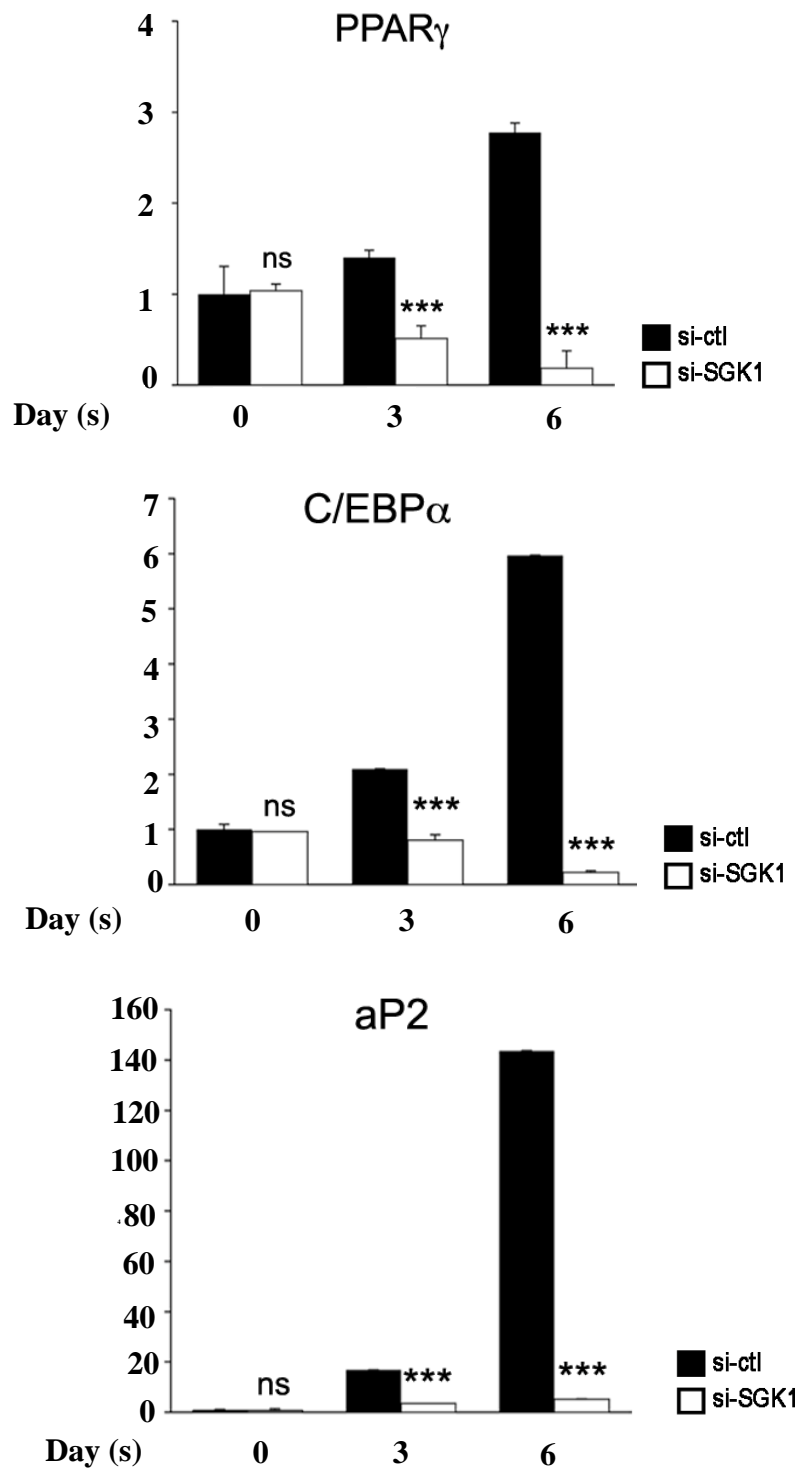 PPARγ
4
3
2
1
0
ns
***
***
si-ctl
si-SGK1
Day (s) 0 3 6
C/EBPα
7
6
5
4
3
2
1
0
ns
***
***
si-ctl
si-SGK1
Day (s) 0 3 6
aP2
160
140
120
100
4 80
60
40
20
0
ns
***
***
si-ctl
si-SGK1
Day (s) 0 3 6